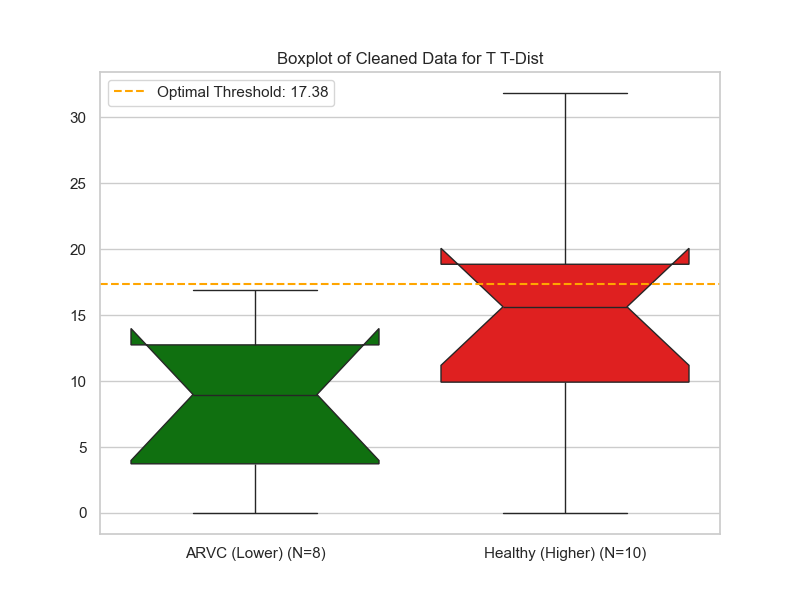 Boxplot of Cleaned Data for T T-Dist
Optimal Threshold: 17.38
30
25
20
15
10
5
0
ARVC (Lower) (N=8)
Healthy (Higher) (N=10)